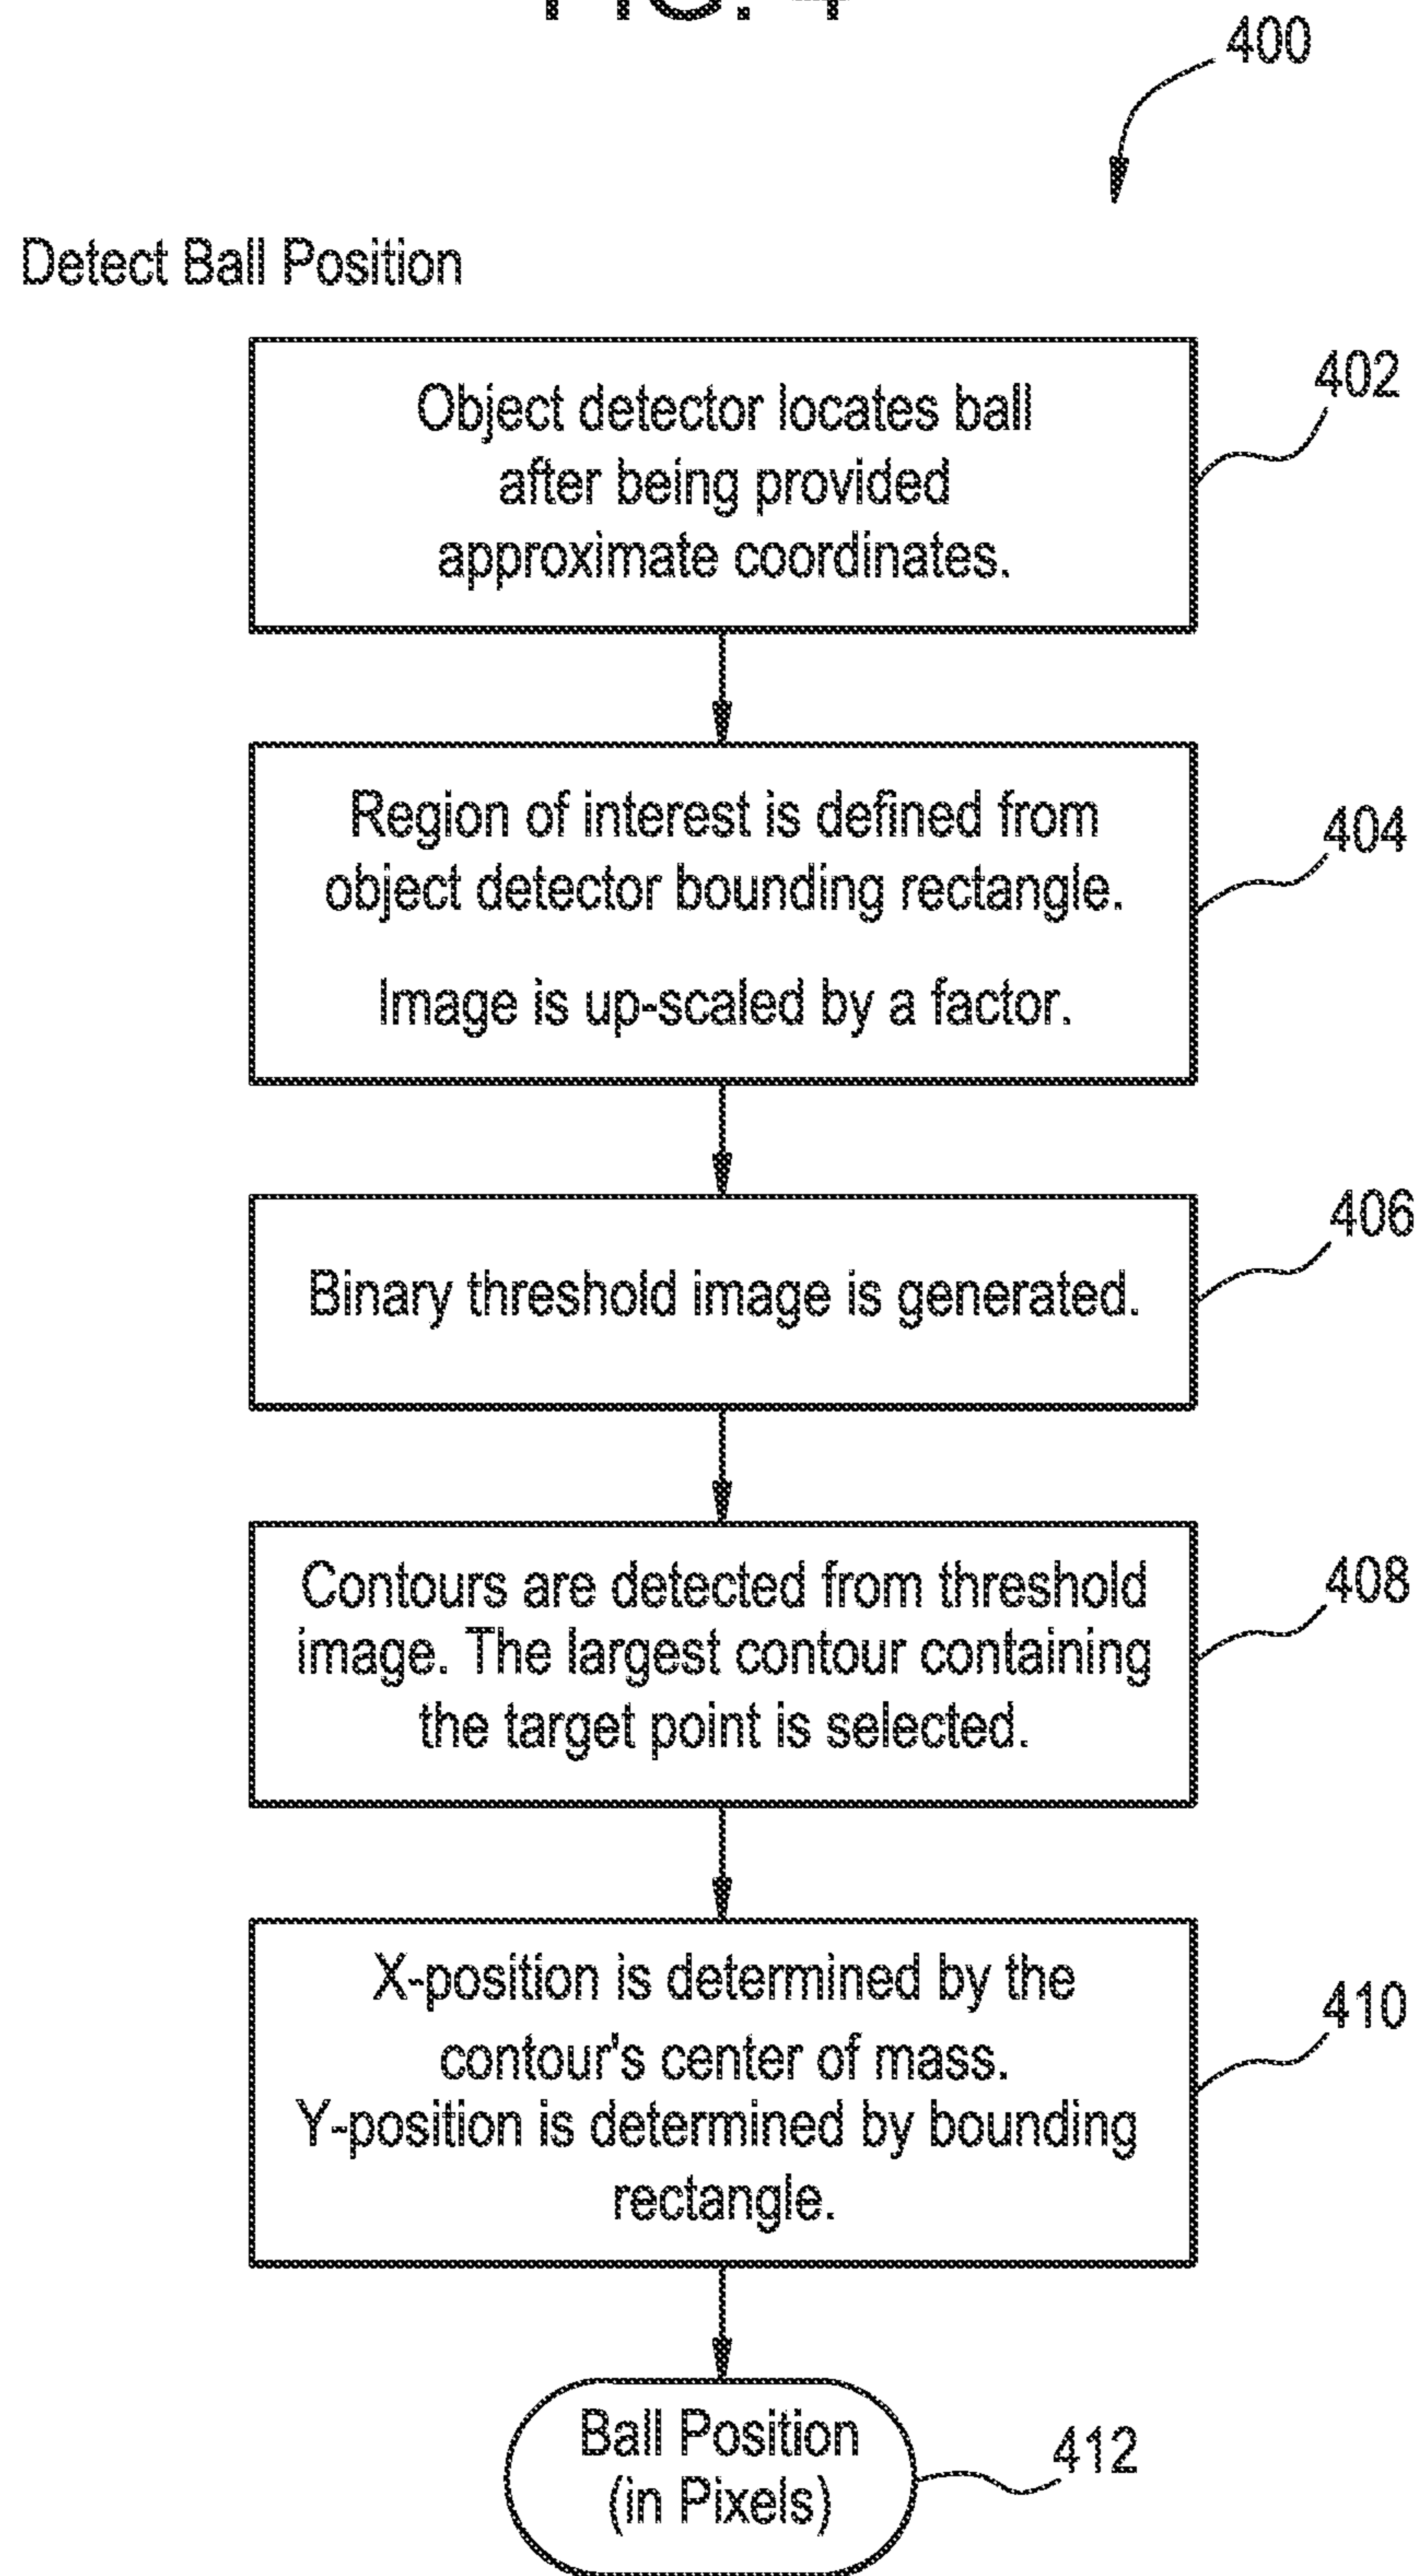 FIG. 4
400
Detect Ball Position
Object detector locates ball
after being provided
approximate coordinates.
402
Region of interest is defined from
object detector bounding rectangle.
Image is up-scaled by a factor.
404
Binary threshold image is generated.
406
Contours are detected from threshold
image. The largest contour containing
the target point is selected.
408
X-position is determined by the
contour's center of mass.
Y-position is determined by bounding
rectangle.
410
Ball Position
(in Pixels)
412